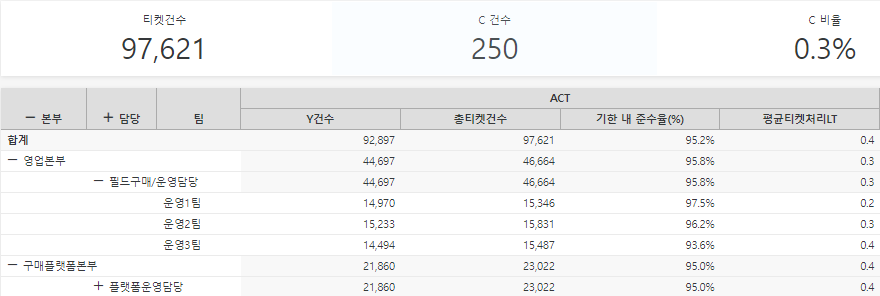 티켓건수 C 건수 C 비율
97,621 250 0.3%
ACT
− 본부 + 담당 팀 Y건수 총티켓건수 기한 내 준수율(%) 평균티켓처리LT
합계 92,897 97,621 95.2% 0.4
− 영업본부 44,697 46,664 95.8% 0.3
− 필드구매/운영담당 44,697 46,664 95.8% 0.3
운영1팀 14,970 15,346 97.5% 0.2
운영2팀 15,233 15,831 96.2% 0.3
운영3팀 14,494 15,487 93.6% 0.4
− 구매플랫폼본부 21,860 23,022 95.0% 0.4
+ 플랫폼운영담당 21,860 23,022 95.0% 0.4